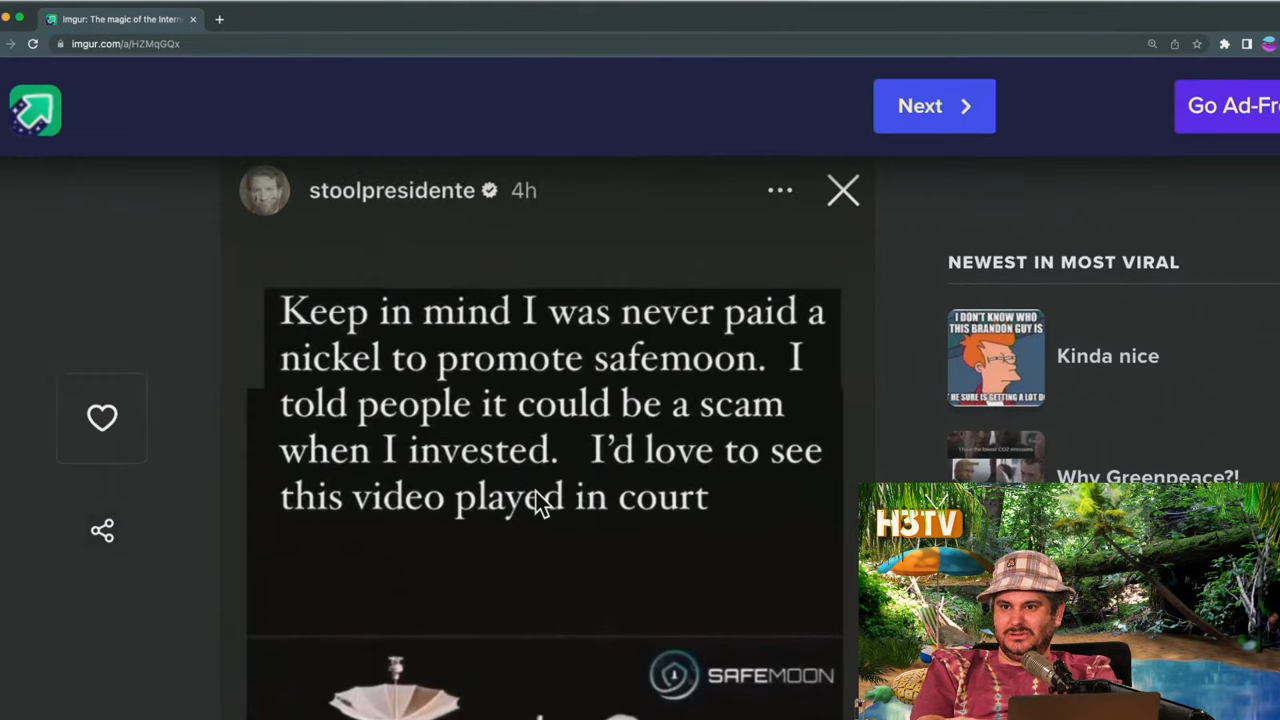 Imgur: The magic of the Intern
imgur.com/a/HZMqGQx
Next
Go Ad-Fr
stoolpresidente 4h
Keep in mind I was never paid a
nickel to promote safemoon. I
told people it could be a scam
when I invested. I'd love to see
this video played in court
SAFEMOON
NEWEST IN MOST VIRAL
I DON'T KNOW WHO
THIS BRANDON GUY IS
HE SURE IS GETTING A LOT O
Kinda nice
Why Greenpeace?!
H3TV